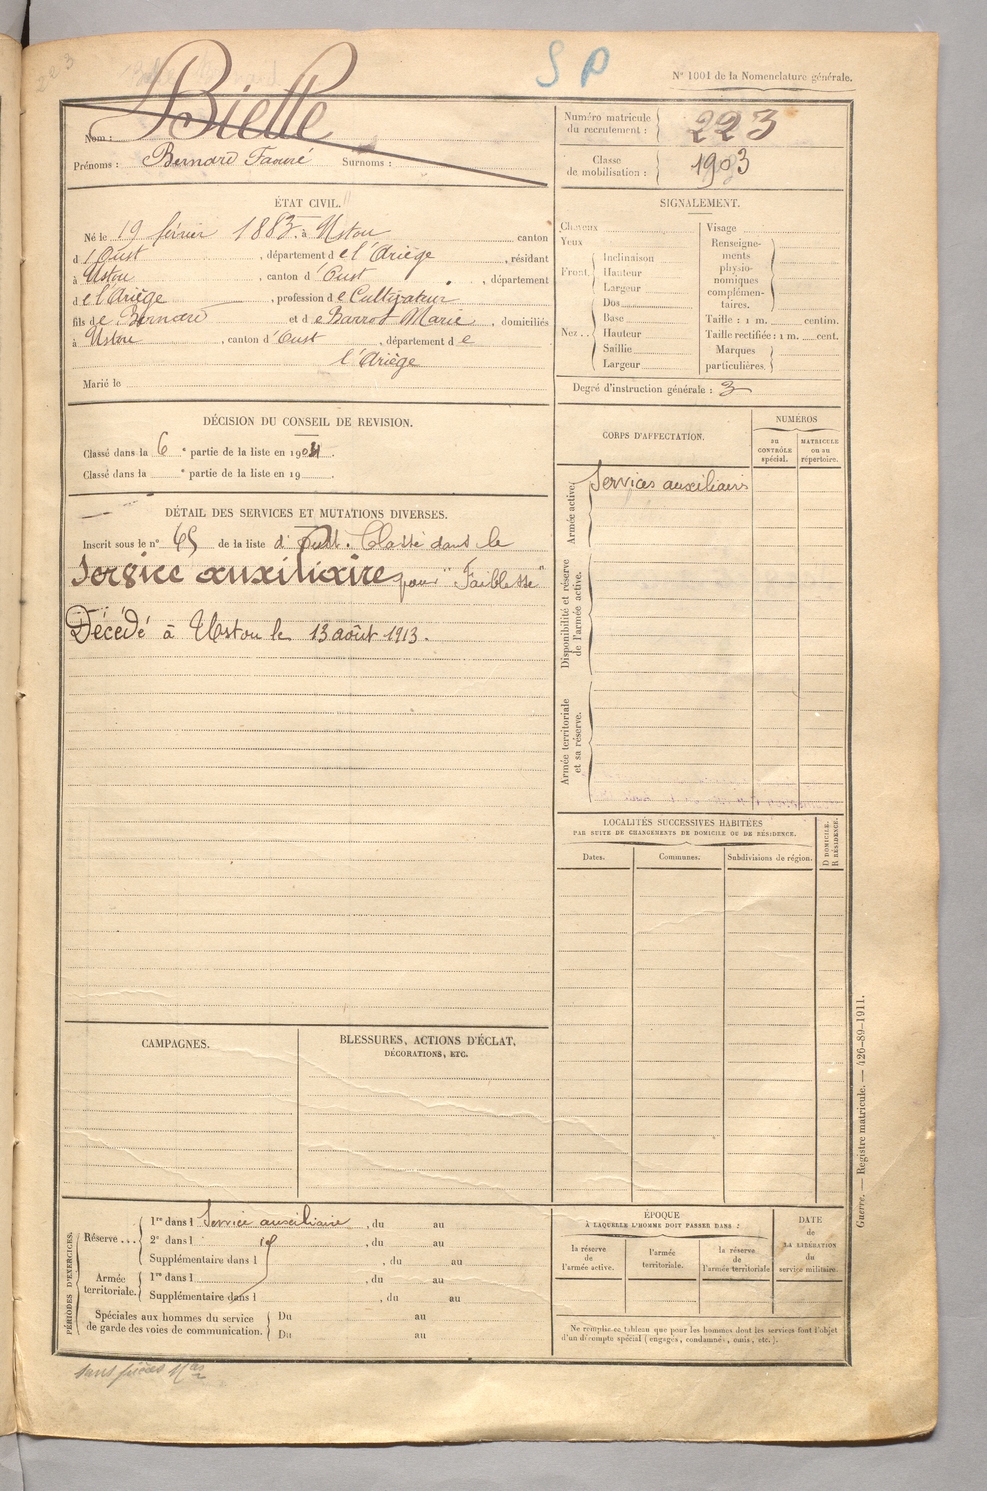 223
S P
N° 1001 de la Nomenclature générale.
Nom : Bielle
Prénoms : Bernard Faouré Surnoms :
Numéro matricule du recrutement : 223
Classe de mobilisation : 1903
ÉTAT CIVIL.
Né le 19 février 1883, à Ustou canton
d'Oust, département de l'Ariège, résidant
à Ustou, canton d'Oust, département
de l'Ariège, profession de Cultivateur
fils de Bernard et de Barrot Marie, domiciliés
à Ustou, canton d'Oust, département de
l'Ariège
Marié le
SIGNALEMENT.
Cheveux
Yeux
Front.
Inclinaison
Hauteur
Largeur
Nez...
Dos
Base
Hauteur
Saillie
Largeur
Visage
Renseignements physionomiques complémentaires.
Taille : 1 m. centim.
Taille rectifiée : 1 m. cent.
Marques particulières.
Degré d'instruction générale : 3
DÉCISION DU CONSEIL DE REVISION.
Classé dans la 6e partie de la liste en 1904.
Classé dans la e partie de la liste en 19 .
DÉTAIL DES SERVICES ET MUTATIONS DIVERSES.
Inscrit sous le n° 65 de la liste d'Oust. Classé dans le
Service auxiliaire pour "Faiblesse"
Décédé à Ustou le 13 août 1913.
CORPS D'AFFECTATION.
NUMÉROS
au CONTRÔLE spécial.
MATRICULE ou au répertoire.
Armée active.
Services auxiliaires
Disponibilité et réserve de l'armée active.
Armée territoriale et sa réserve.
LOCALITÉS SUCCESSIVES HABITÉES
PAR SUITE DE CHANGEMENTS DE DOMICILE OU DE RÉSIDENCE.
Dates.
Communes.
Subdivisions de région.
D DOMICILE.
R RÉSIDENCE.
CAMPAGNES.
BLESSURES, ACTIONS D'ÉCLAT,
DÉCORATIONS, ETC.
PÉRIODES D'EXERCICES.
Réserve...
1re dans l Service auxiliaire, du au
2e dans l , du au
Supplémentaire dans l , du au
Armée territoriale.
1re dans l , du au
Supplémentaire dans l , du au
Spéciales aux hommes du service
de garde des voies de communication.
Du au
Du au
ÉPOQUE
À LAQUELLE L'HOMME DOIT PASSER DANS :
la réserve de l'armée active.
l'armée territoriale.
la réserve de l'armée territoriale
DATE de LA LIBÉRATION du service militaire.
Ne remplir ce tableau que pour les hommes dont les services font l'objet
d'un décompte spécial (engagés, condamnés, omis, etc.).
Guerre. — Registre matricule. — 426-89-1911.
sans pièces